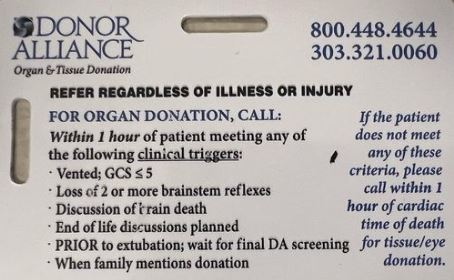 DONOR
ALLIANCE
Organ & Tissue Donation
800.448.4644
303.321.0060
REFER REGARDLESS OF ILLNESS OR INJURY
FOR ORGAN DONATION, CALL:
Within 1 hour of patient meeting any of
the following clinical triggers:
· Vented; GCS ≤ 5
· Loss of 2 or more brainstem reflexes
· Discussion of brain death
· End of life discussions planned
· PRIOR to extubation; wait for final DA screening
· When family mentions donation
If the patient
does not meet
any of these
criteria, please
call within 1
hour of cardiac
time of death
for tissue/eye
donation.